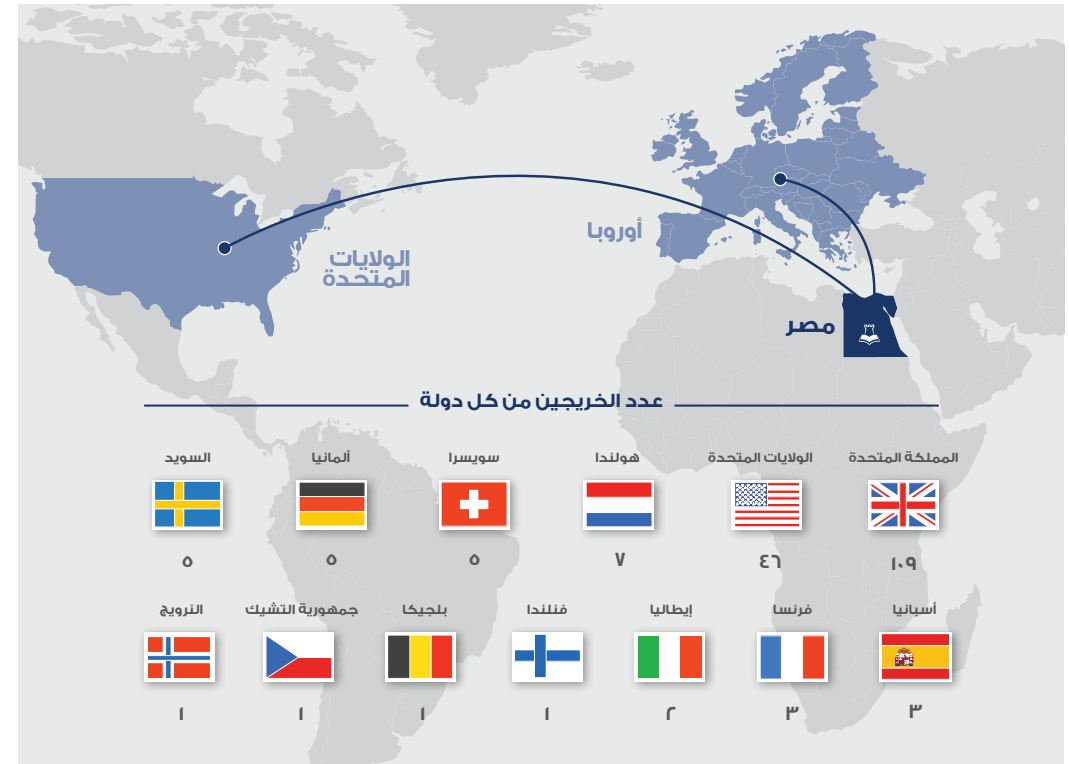 أوروبا
الولايات
المتحدة
مصر
عدد الخريجين من كل دولة
المملكة المتحدة
الولايات المتحدة
هولندا
سويسرا
ألمانيا
السويد
١٠٩
٤٦
٧
٥
٥
٥
أسبانيا
فرنسا
إيطاليا
فنلندا
بلجيكا
جمهورية التشيك
النرويج
٣
٣
٢
١
١
١
١